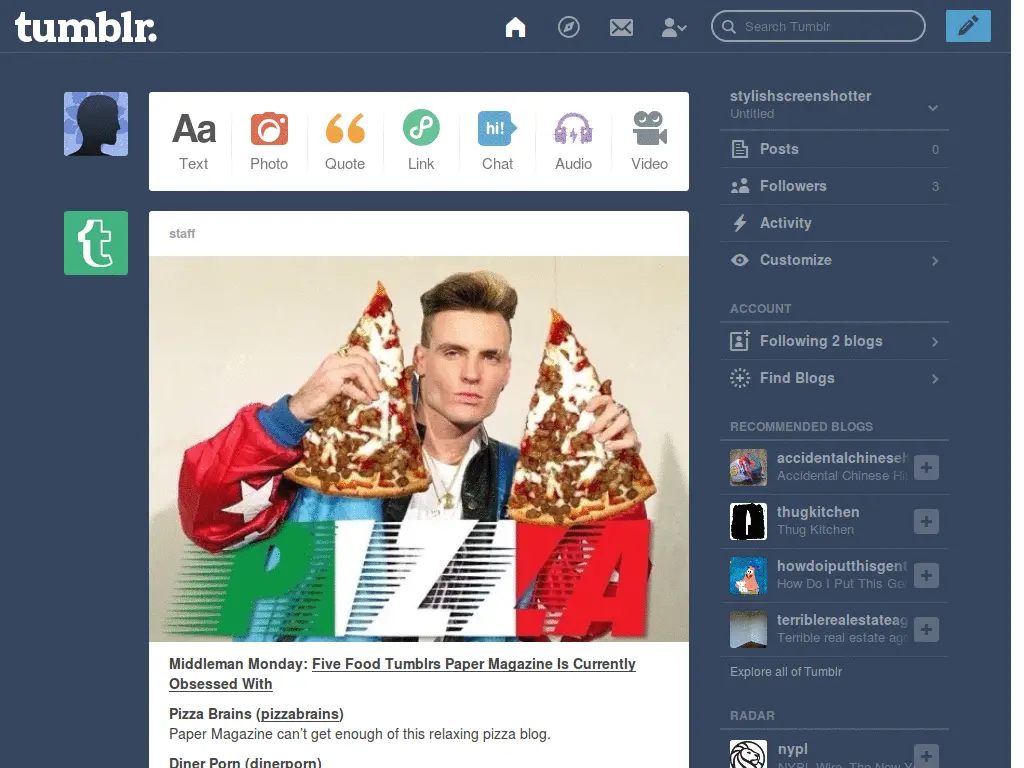 tumblr.
Search Tumblr
Aa
hi!
Text
Photo
Quote
Link
Chat
Audio
Video
t
staff
PIZZA
Middleman Monday: Five Food Tumblrs Paper Magazine Is Currently
Obsessed With
Pizza Brains (pizzabrains)
Paper Magazine can't get enough of this relaxing pizza blog.
Diner Porn (dinerporn)
stylishscreenshotter
Untitled
Posts 0
Followers 3
Activity
Customize
ACCOUNT
Following 2 blogs
Find Blogs
RECOMMENDED BLOGS
accidentalchineseh
Accidental Chinese Hi
thugkitchen
Thug Kitchen
howdoiputthisgent
How Do I Put This Ge
terriblerealestateag
Terrible real estate age
Explore all of Tumblr
RADAR
nypl
NYPL Wire, The New Y